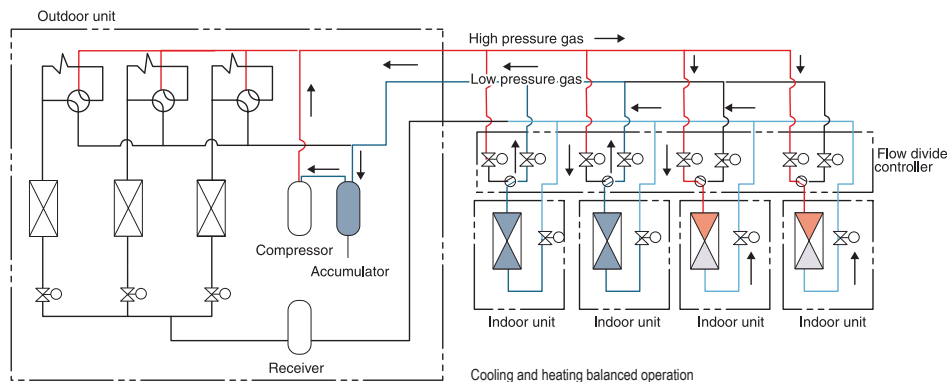 Outdoor unit
High pressure gas
Low pressure gas
Flow divide
controller
Compressor
Accumulator
Indoor unit
Indoor unit
Indoor unit
Indoor unit
Receiver
Cooling and heating balanced operation